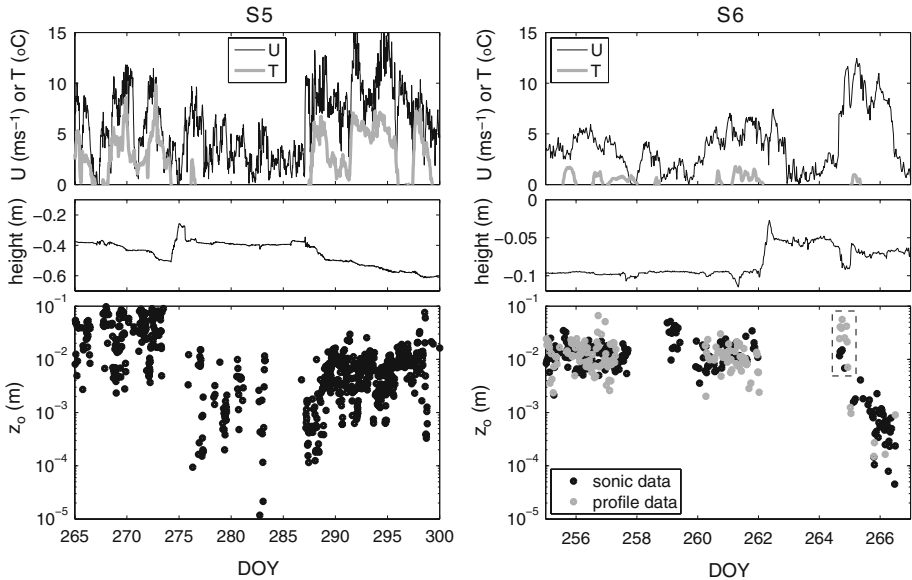 S5
S6
U (ms⁻¹) or T (oC)
15
10
5
0
U
T
U (ms⁻¹) or T (oC)
15
10
5
0
U
T
height (m)
−0.2
−0.4
−0.6
height (m)
0
−0.05
−0.1
z₀ (m)
10⁻¹
10⁻²
10⁻³
10⁻⁴
10⁻⁵
265 270 275 280 285 290 295 300
DOY
z₀ (m)
10⁻¹
10⁻²
10⁻³
10⁻⁴
10⁻⁵
sonic data
profile data
256 258 260 262 264 266
DOY